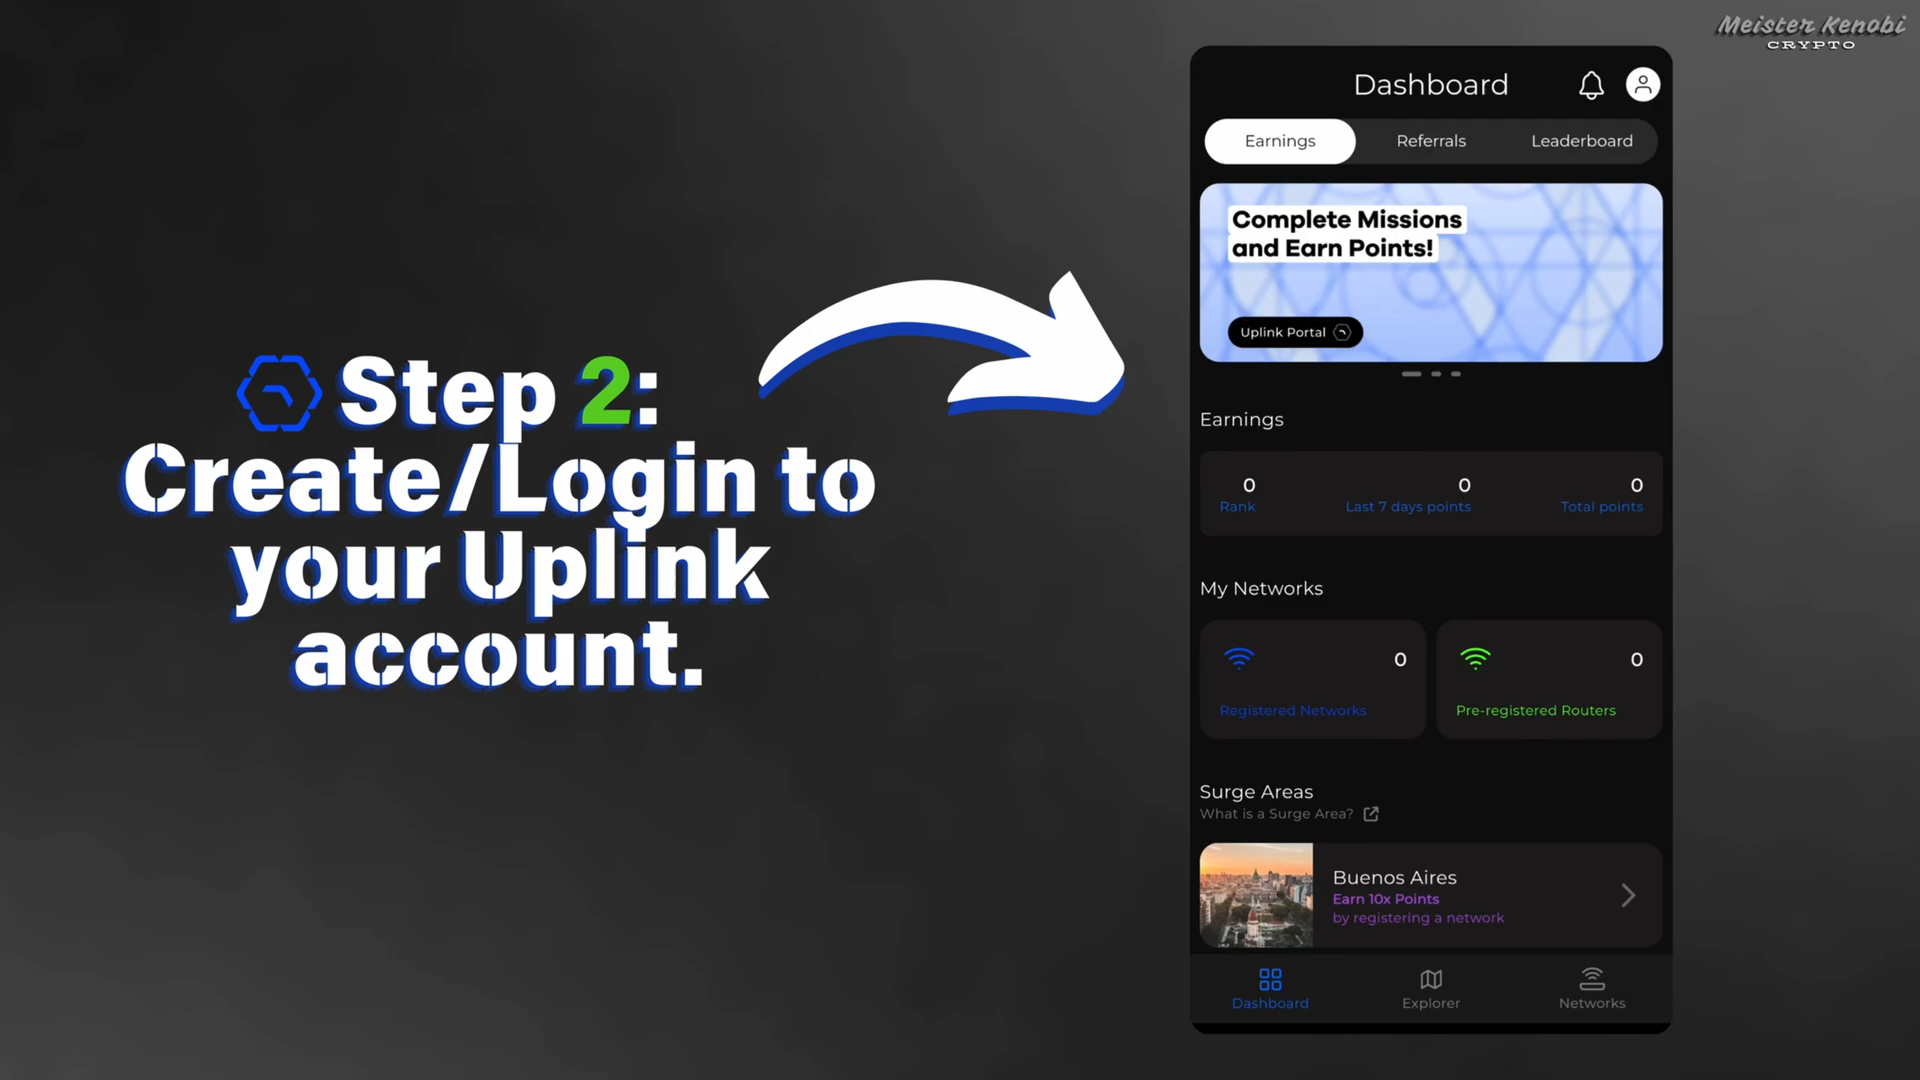 Meister Kenobi
CRYPTO
Step 2:
Create/Login to
your Uplink
account.
Dashboard
Earnings
Referrals
Leaderboard
Complete Missions
and Earn Points!
Uplink Portal
Earnings
0
0
0
Rank
Last 7 days points
Total points
My Networks
0
0
Registered Networks
Pre-registered Routers
Surge Areas
What is a Surge Area?
Buenos Aires
Earn 10x Points
by registering a network
Dashboard
Explorer
Networks